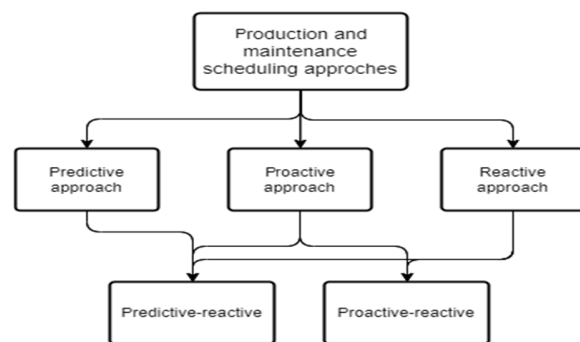 Production and
maintenance
scheduling approches
Predictive
approach
Proactive
approach
Reactive
approach
Predictive-reactive
Proactive-reactive